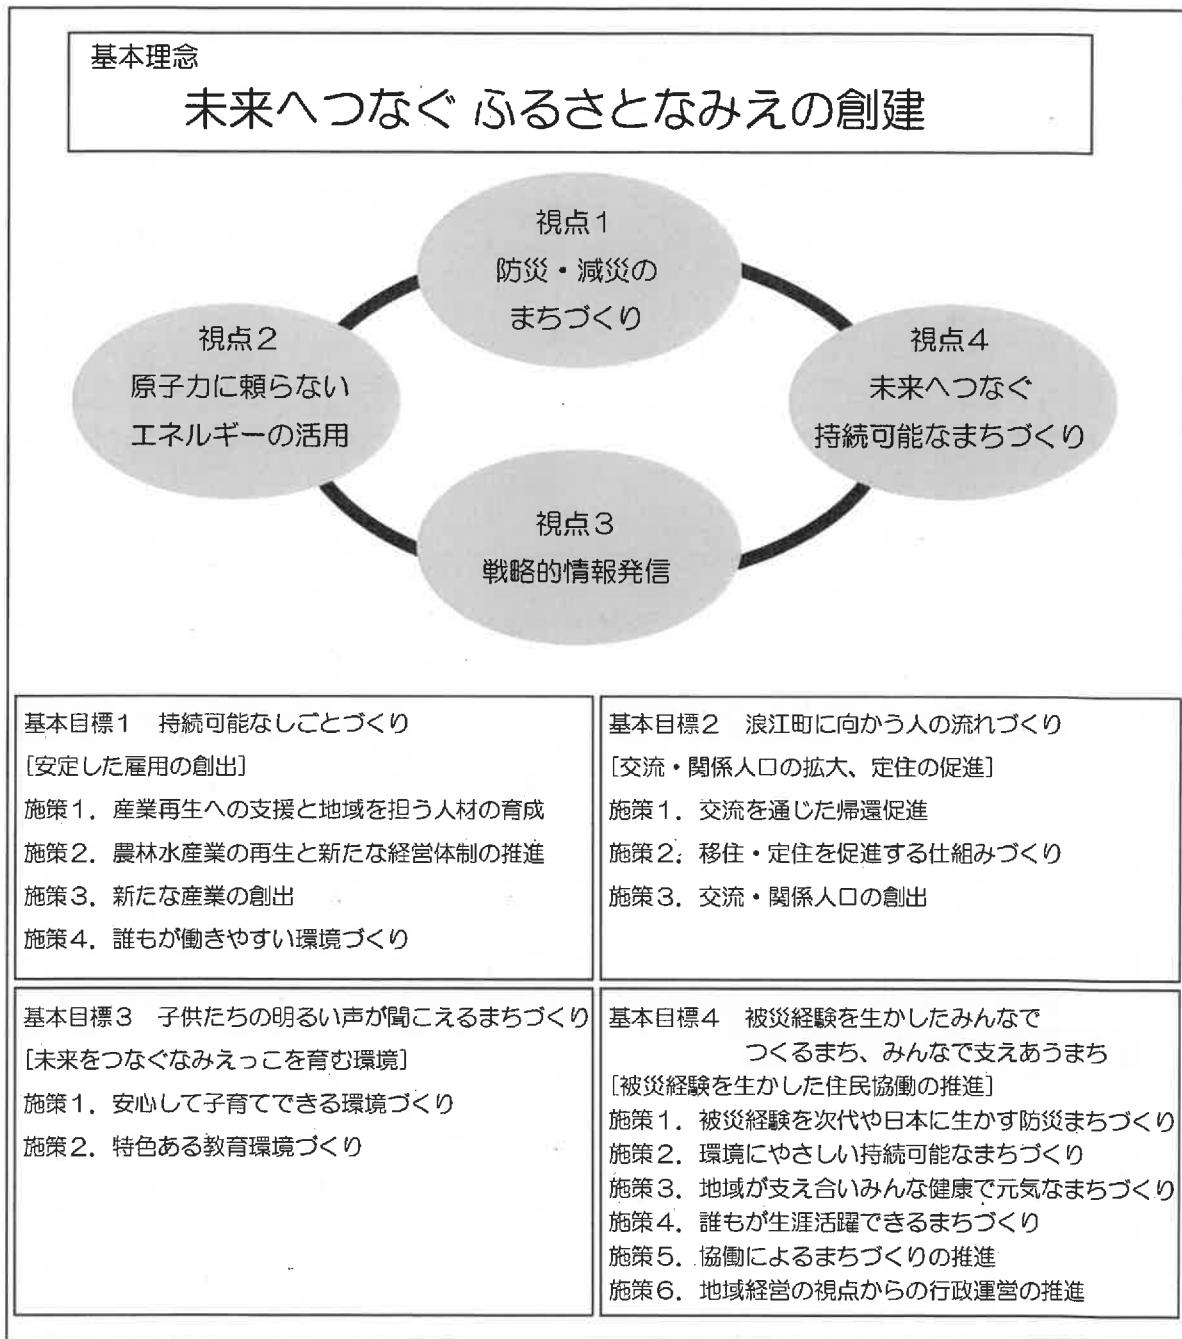 基本理念
未来へつなぐ ふるさとなみえの創建
視点1
防災・減災の
まちづくり
視点2
原子力に頼らない
エネルギーの活用
視点4
未来へつなぐ
持続可能なまちづくり
視点3
戦略的情報発信
基本目標1　持続可能なしごとづくり
[安定した雇用の創出]
施策1．産業再生への支援と地域を担う人材の育成
施策2．農林水産業の再生と新たな経営体制の推進
施策3．新たな産業の創出
施策4．誰もが働きやすい環境づくり
基本目標2　浪江町に向かう人の流れづくり
[交流・関係人口の拡大、定住の促進]
施策1．交流を通じた帰還促進
施策2．移住・定住を促進する仕組みづくり
施策3．交流・関係人口の創出
基本目標3　子供たちの明るい声が聞こえるまちづくり
[未来をつなぐなみえっこを育む環境]
施策1．安心して子育てできる環境づくり
施策2．特色ある教育環境づくり
基本目標4　被災経験を生かしたみんなで
つくるまち、みんなで支えあうまち
[被災経験を生かした住民協働の推進]
施策1．被災経験を次代や日本に生かす防災まちづくり
施策2．環境にやさしい持続可能なまちづくり
施策3．地域が支え合いみんな健康で元気なまちづくり
施策4．誰もが生涯活躍できるまちづくり
施策5．協働によるまちづくりの推進
施策6．地域経営の視点からの行政運営の推進